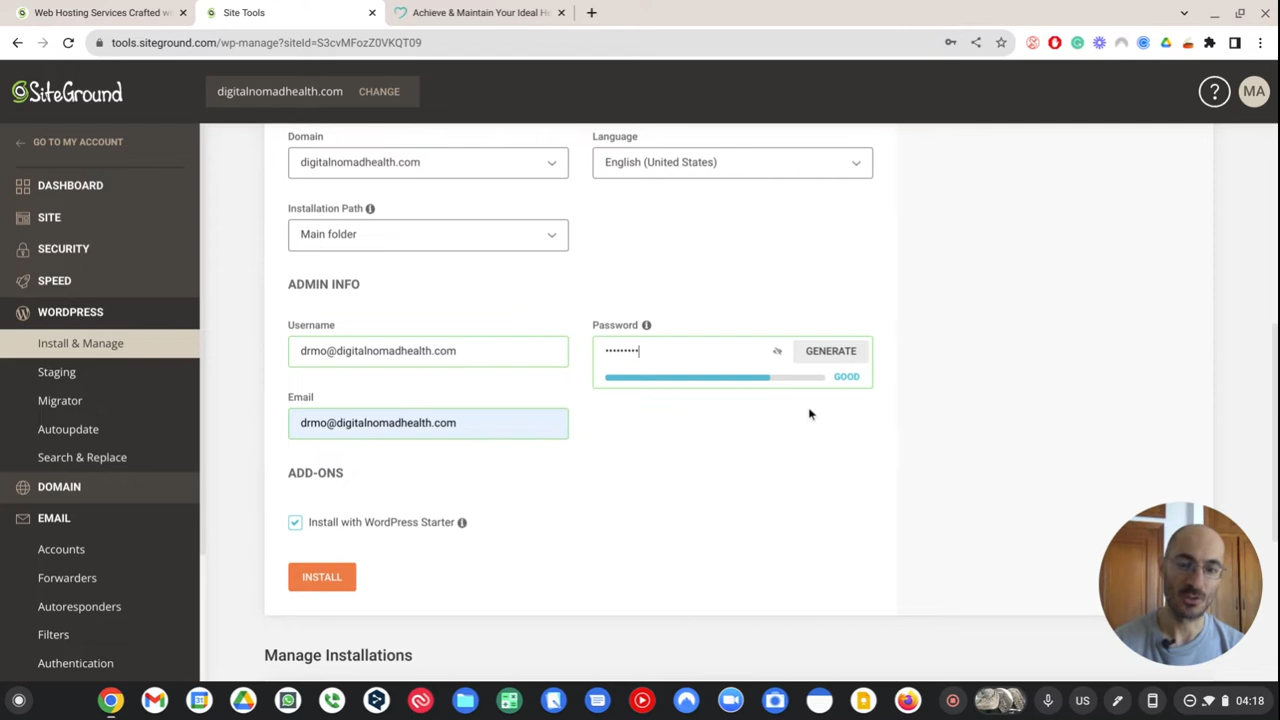 Web Hosting Services Crafted w
Site Tools
Achieve & Maintain Your Ideal He
tools.siteground.com/wp-manage?siteId=S3cvMFozZ0VKQT09
SiteGround
digitalnomadhealth.com
CHANGE
?
MA
GO TO MY ACCOUNT
DASHBOARD
SITE
SECURITY
SPEED
WORDPRESS
Install & Manage
Staging
Migrator
Autoupdate
Search & Replace
DOMAIN
EMAIL
Accounts
Forwarders
Autoresponders
Filters
Authentication
Domain
Language
digitalnomadhealth.com
English (United States)
Installation Path
Main folder
ADMIN INFO
Username
Password
drmo@digitalnomadhealth.com
•••••••••
GENERATE
GOOD
Email
drmo@digitalnomadhealth.com
ADD-ONS
Install with WordPress Starter
INSTALL
Manage Installations
US
04:18